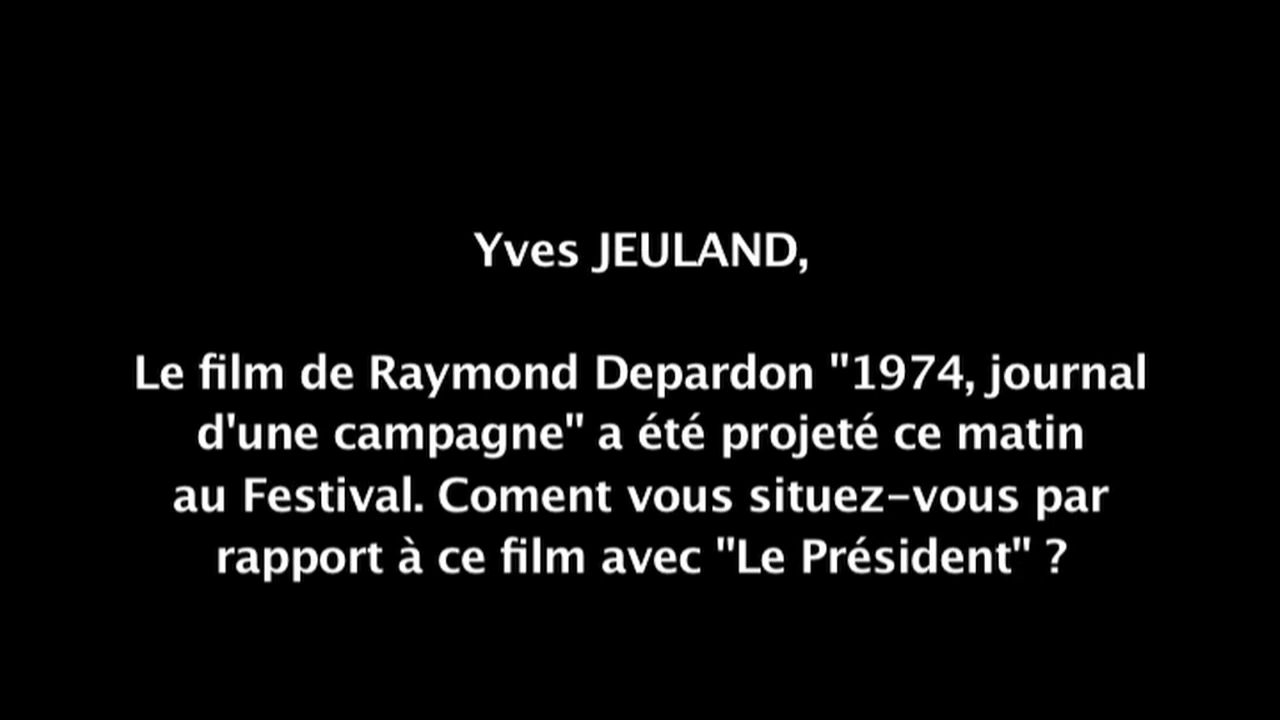 Yves JEULAND,
Le film de Raymond Depardon "1974, journal
d'une campagne" a été projeté ce matin
au Festival. Coment vous situez-vous par
rapport à ce film avec "Le Président" ?